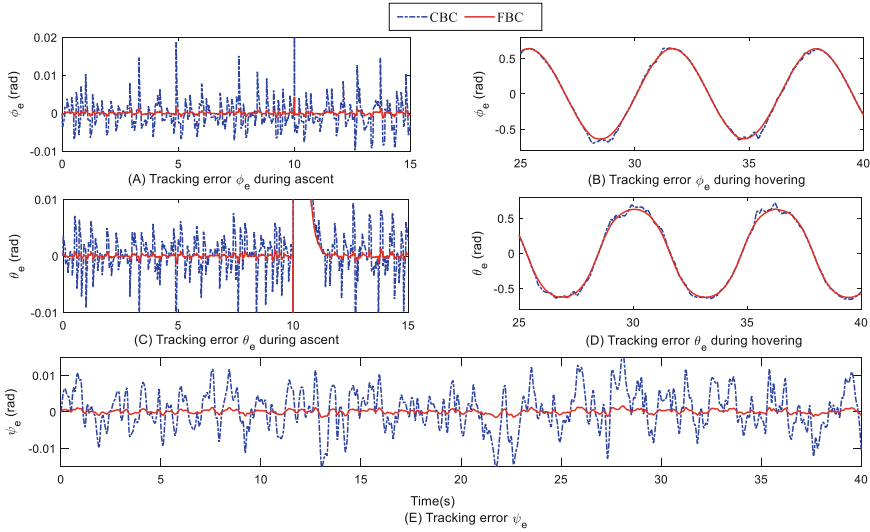 CBC FBC
0.02
0.01
0
-0.01
ϕe (rad)
0 5 10 15
(A) Tracking error ϕe during ascent
0.5
0
-0.5
ϕe (rad)
25 30 35 40
(B) Tracking error ϕe during hovering
0.01
0
-0.01
θe (rad)
0 5 10 15
(C) Tracking error θe during ascent
0.5
0
-0.5
θe (rad)
25 30 35 40
(D) Tracking error θe during hovering
0.01
0
-0.01
ψe (rad)
0 5 10 15 20 25 30 35 40
Time(s)
(E) Tracking error ψe